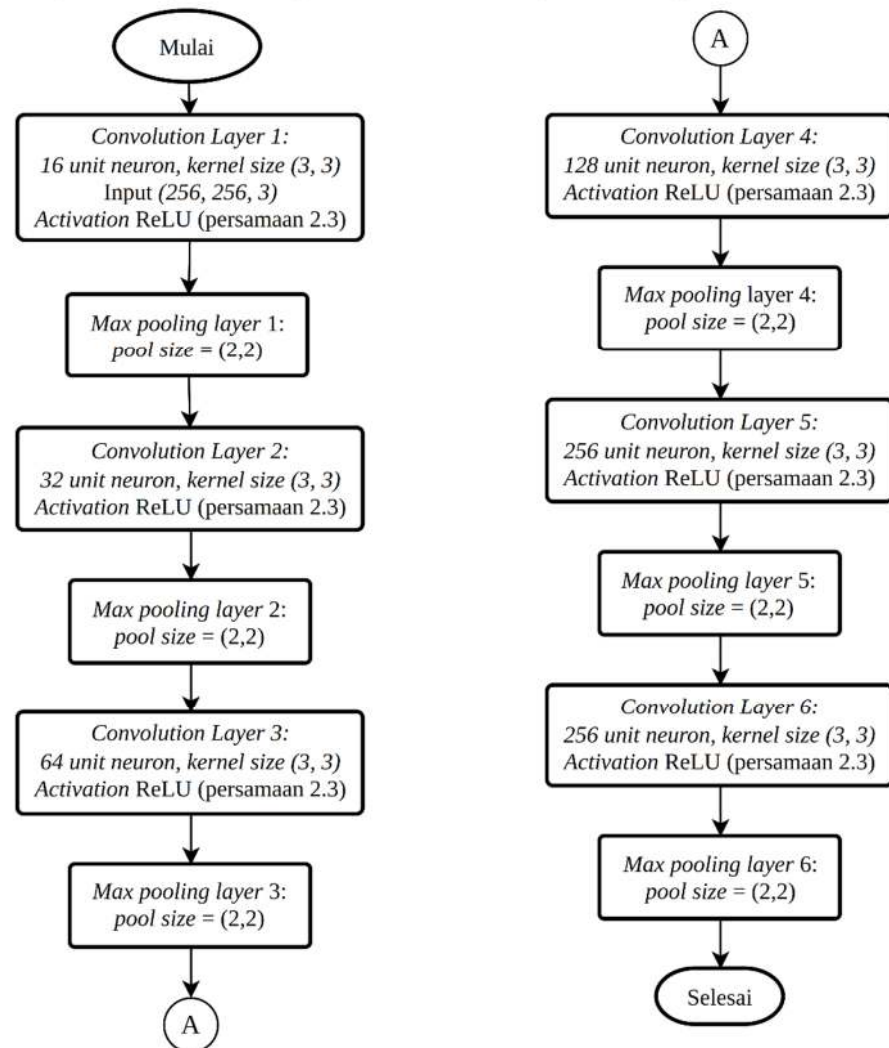 Mulai
Convolution Layer 1:
16 unit neuron, kernel size (3, 3)
Input (256, 256, 3)
Activation ReLU (persamaan 2.3)
Max pooling layer 1:
pool size = (2,2)
Convolution Layer 2:
32 unit neuron, kernel size (3, 3)
Activation ReLU (persamaan 2.3)
Max pooling layer 2:
pool size = (2,2)
Convolution Layer 3:
64 unit neuron, kernel size (3, 3)
Activation ReLU (persamaan 2.3)
Max pooling layer 3:
pool size = (2,2)
A
A
Convolution Layer 4:
128 unit neuron, kernel size (3, 3)
Activation ReLU (persamaan 2.3)
Max pooling layer 4:
pool size = (2,2)
Convolution Layer 5:
256 unit neuron, kernel size (3, 3)
Activation ReLU (persamaan 2.3)
Max pooling layer 5:
pool size = (2,2)
Convolution Layer 6:
256 unit neuron, kernel size (3, 3)
Activation ReLU (persamaan 2.3)
Max pooling layer 6:
pool size = (2,2)
Selesai